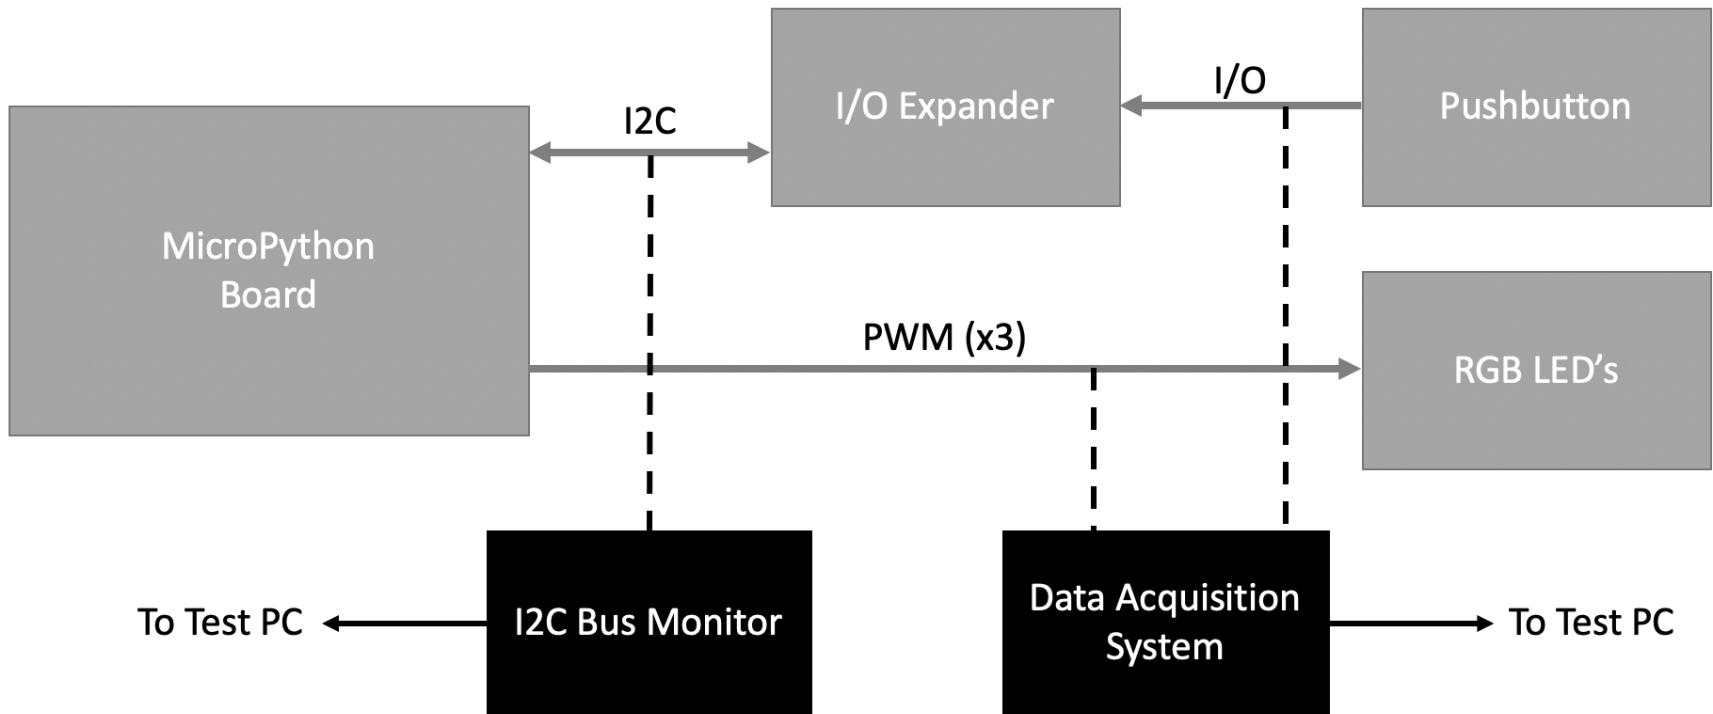 I/O Expander
I/O
Pushbutton
I2C
MicroPython
Board
PWM (x3)
RGB LED’s
To Test PC
I2C Bus Monitor
Data Acquisition
System
To Test PC